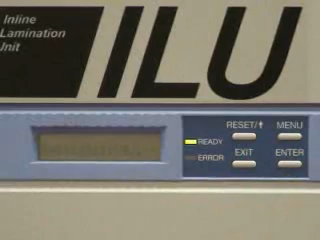 Inline
Lamination
Unit
ILU
RESET/↑ MENU
READY
ERROR
EXIT ENTER